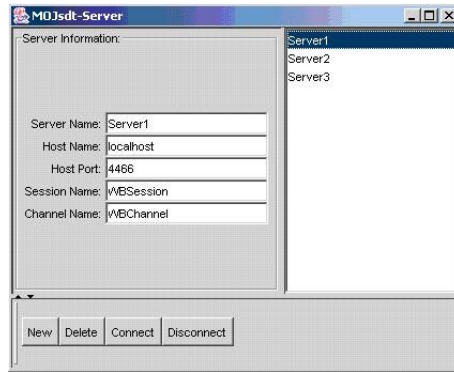 MOJsdt-Server
Server Information:
Server Name: Server1
Host Name: localhost
Host Port: 4466
Session Name: WBSession
Channel Name: WBChannel
Server1
Server2
Server3
New Delete Connect Disconnect